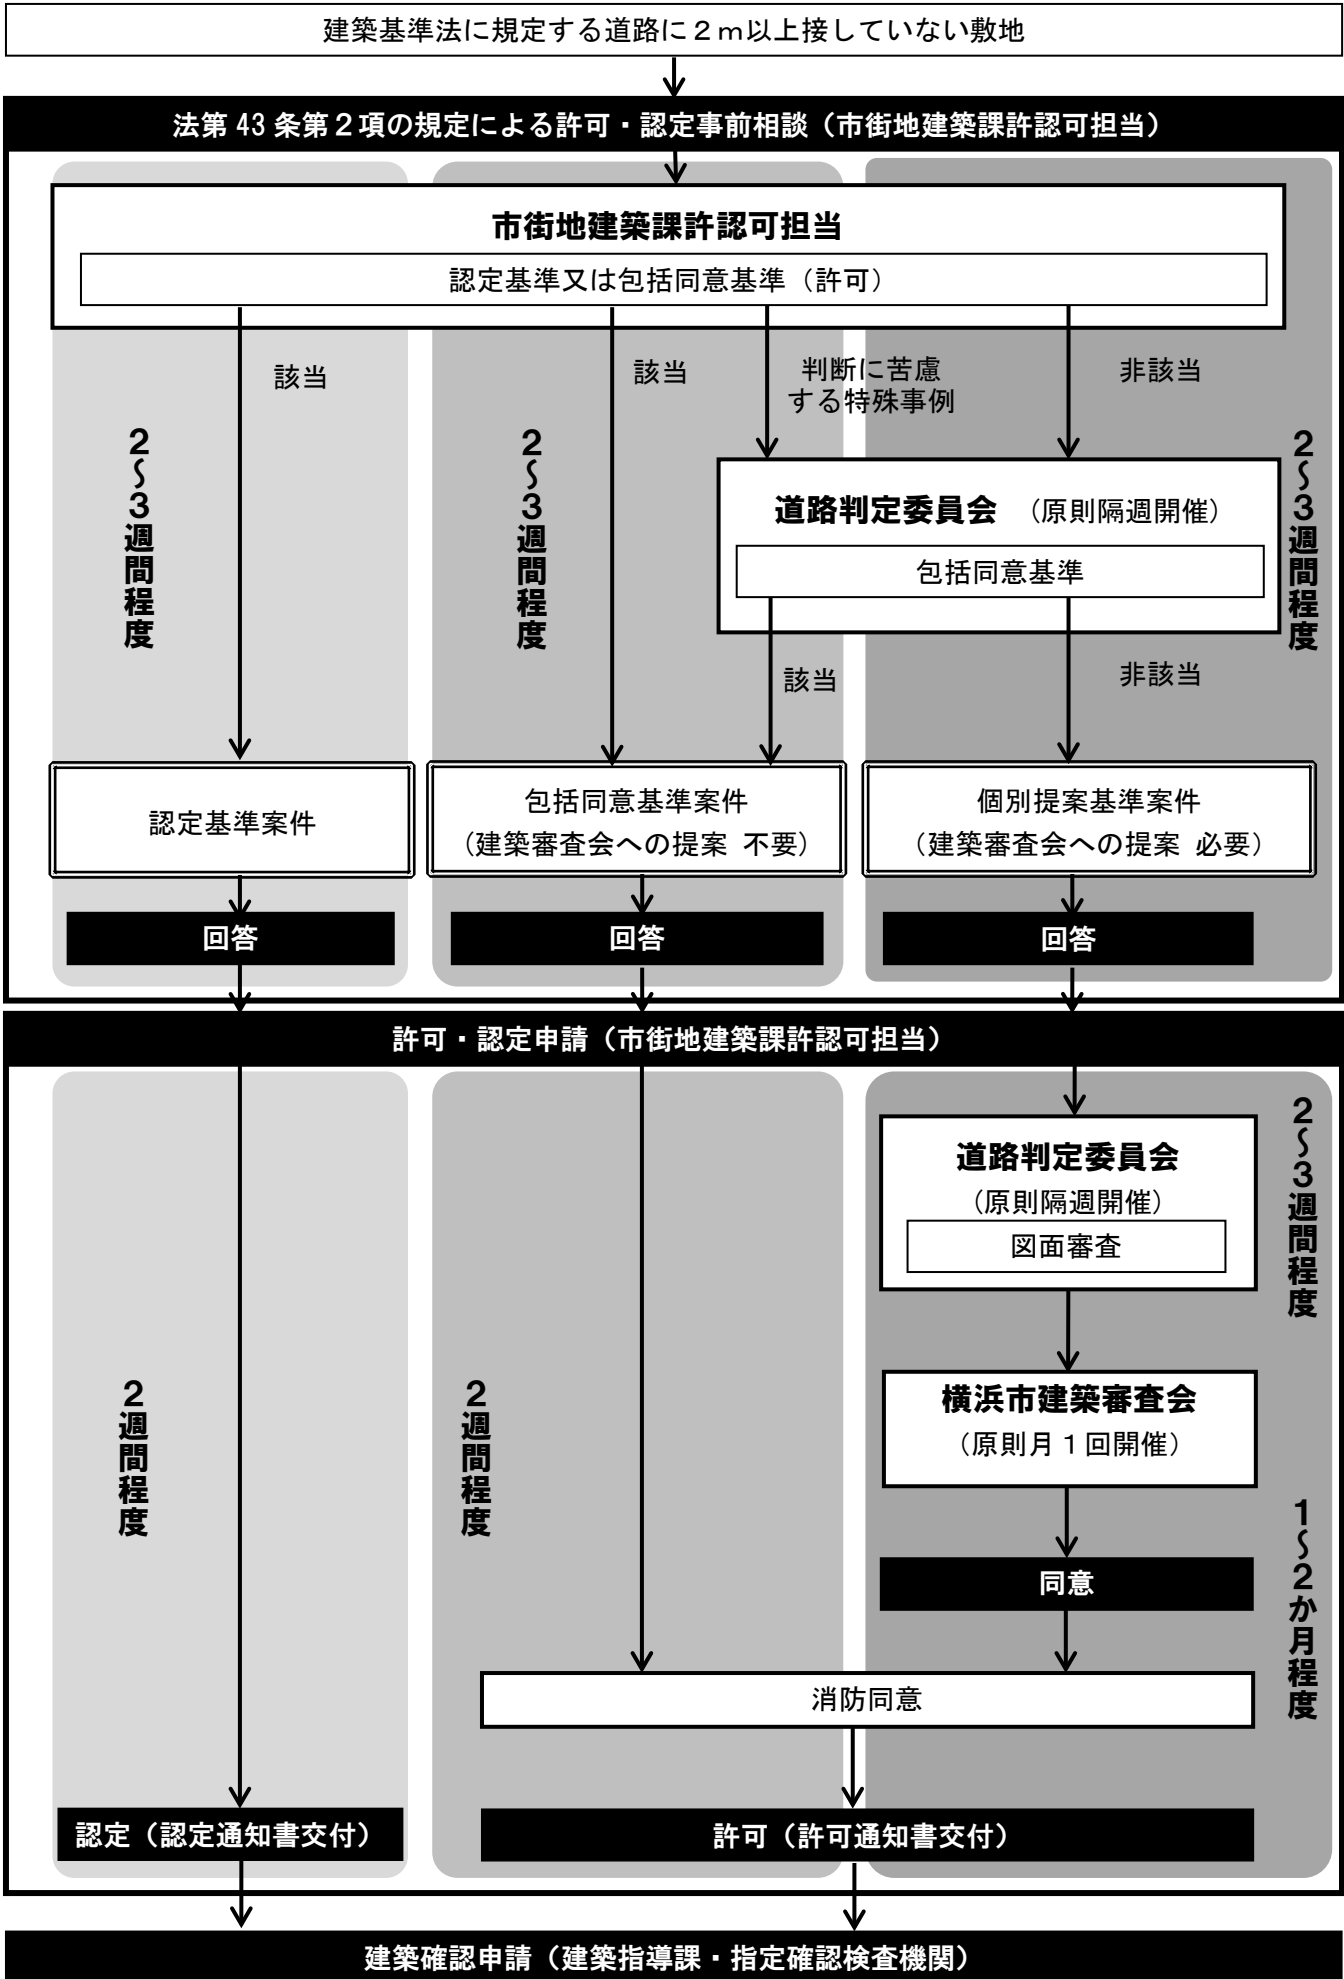 建築基準法に規定する道路に２ｍ以上接していない敷地
法第 43 条第２項の規定による許可・認定事前相談（市街地建築課許認可担当）
市街地建築課許認可担当
認定基準又は包括同意基準（許可）
該当
該当
判断に苦慮
する特殊事例
非該当
２～３週間程度
２～３週間程度
２～３週間程度
道路判定委員会 （原則隔週開催）
包括同意基準
該当
非該当
認定基準案件
包括同意基準案件
（建築審査会への提案 不要）
個別提案基準案件
（建築審査会への提案 必要）
回答
回答
回答
許可・認定申請（市街地建築課許認可担当）
道路判定委員会
（原則隔週開催）
図面審査
２～３週間程度
横浜市建築審査会
（原則月１回開催）
２週間程度
２週間程度
１～２か月程度
同意
消防同意
認定（認定通知書交付）
許可（許可通知書交付）
建築確認申請（建築指導課・指定確認検査機関）